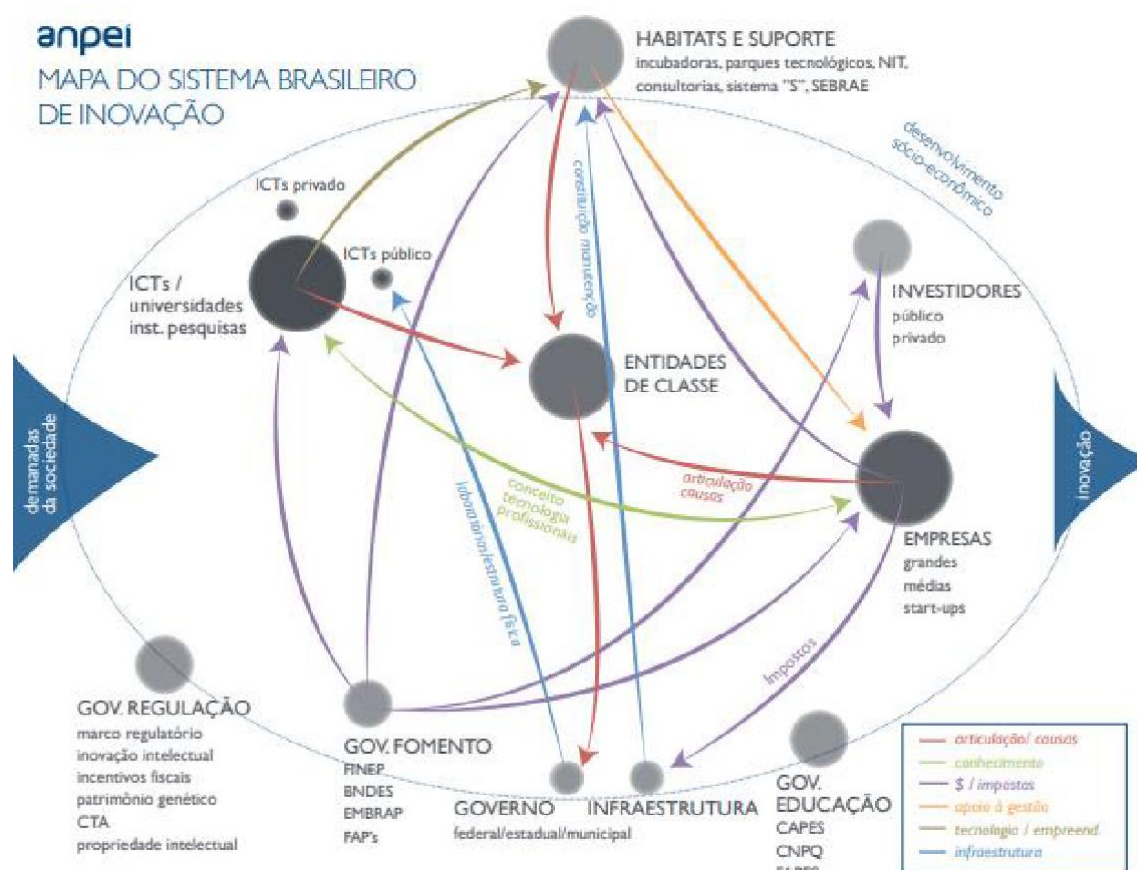 anpei
MAPA DO SISTEMA BRASILEIRO
DE INOVAÇÃO
HABITATS E SUPORTE
incubadoras, parques tecnológicos, NIT,
consultorias, sistema "S", SEBRAE
desenvolvimento
sócio-econômico
ICTs privado
ICTs público
ICTs /
universidades
inst. pesquisas
constituição manutenção
INVESTIDORES
público
privado
ENTIDADES
DE CLASSE
demanadas
da sociedade
inovação
conceito
tecnologia
profissionais
articulação
causas
laboratórios/estrutura física
EMPRESAS
grandes
médias
start-ups
Impostos
GOV. REGULAÇÃO
marco regulatório
inovação intelectual
incentivos fiscais
patrimônio genético
CTA
propriedade intelectual
GOV. FOMENTO
FINEP
BNDES
EMBRAP
FAP's
GOVERNO
federal/estadual/municipal
INFRAESTRUTURA
GOV.
EDUCAÇÃO
CAPES
CNPQ
articulação/ causas
conhecimento
$ / impostos
apoio à gestão
tecnologia / empreend.
infraestrutura